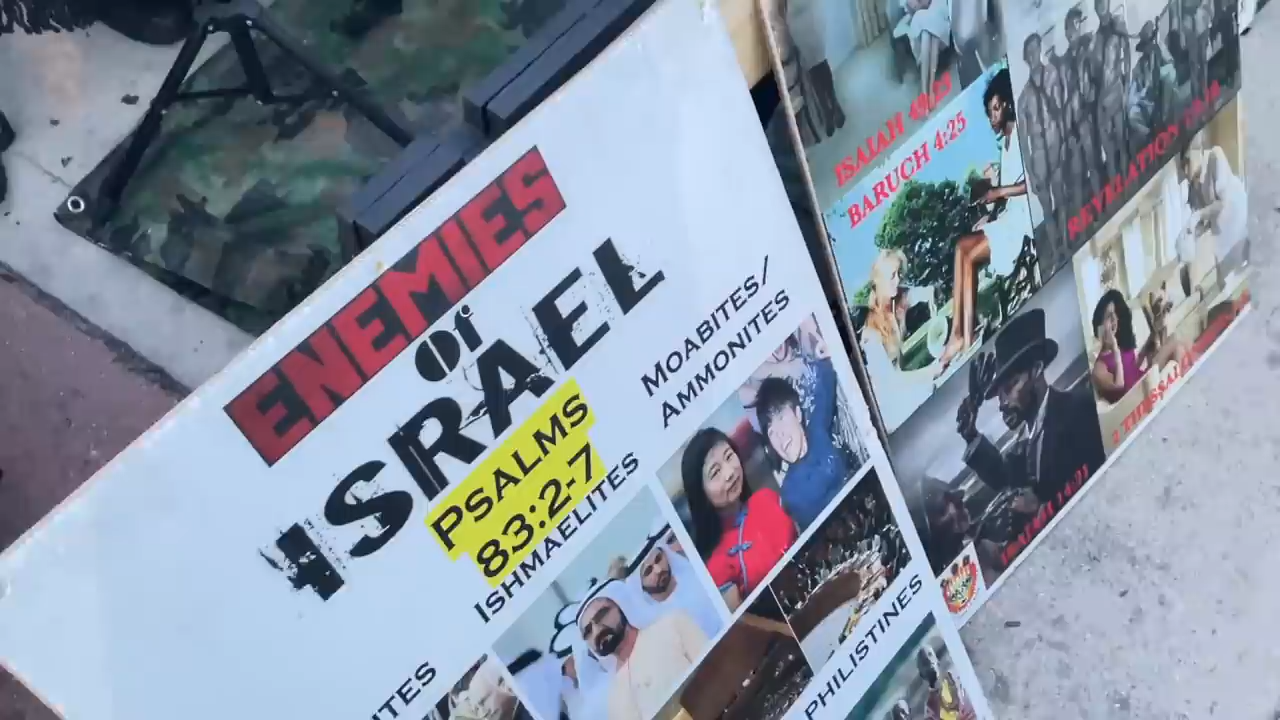 ENEMIES
Of
ISRAEL
PSALMS
83:2-7
ISHMAELITES
MOABITES/
AMMONITES
PHILISTINES
ISAIAH
BARUCH 4:25
REVELATION